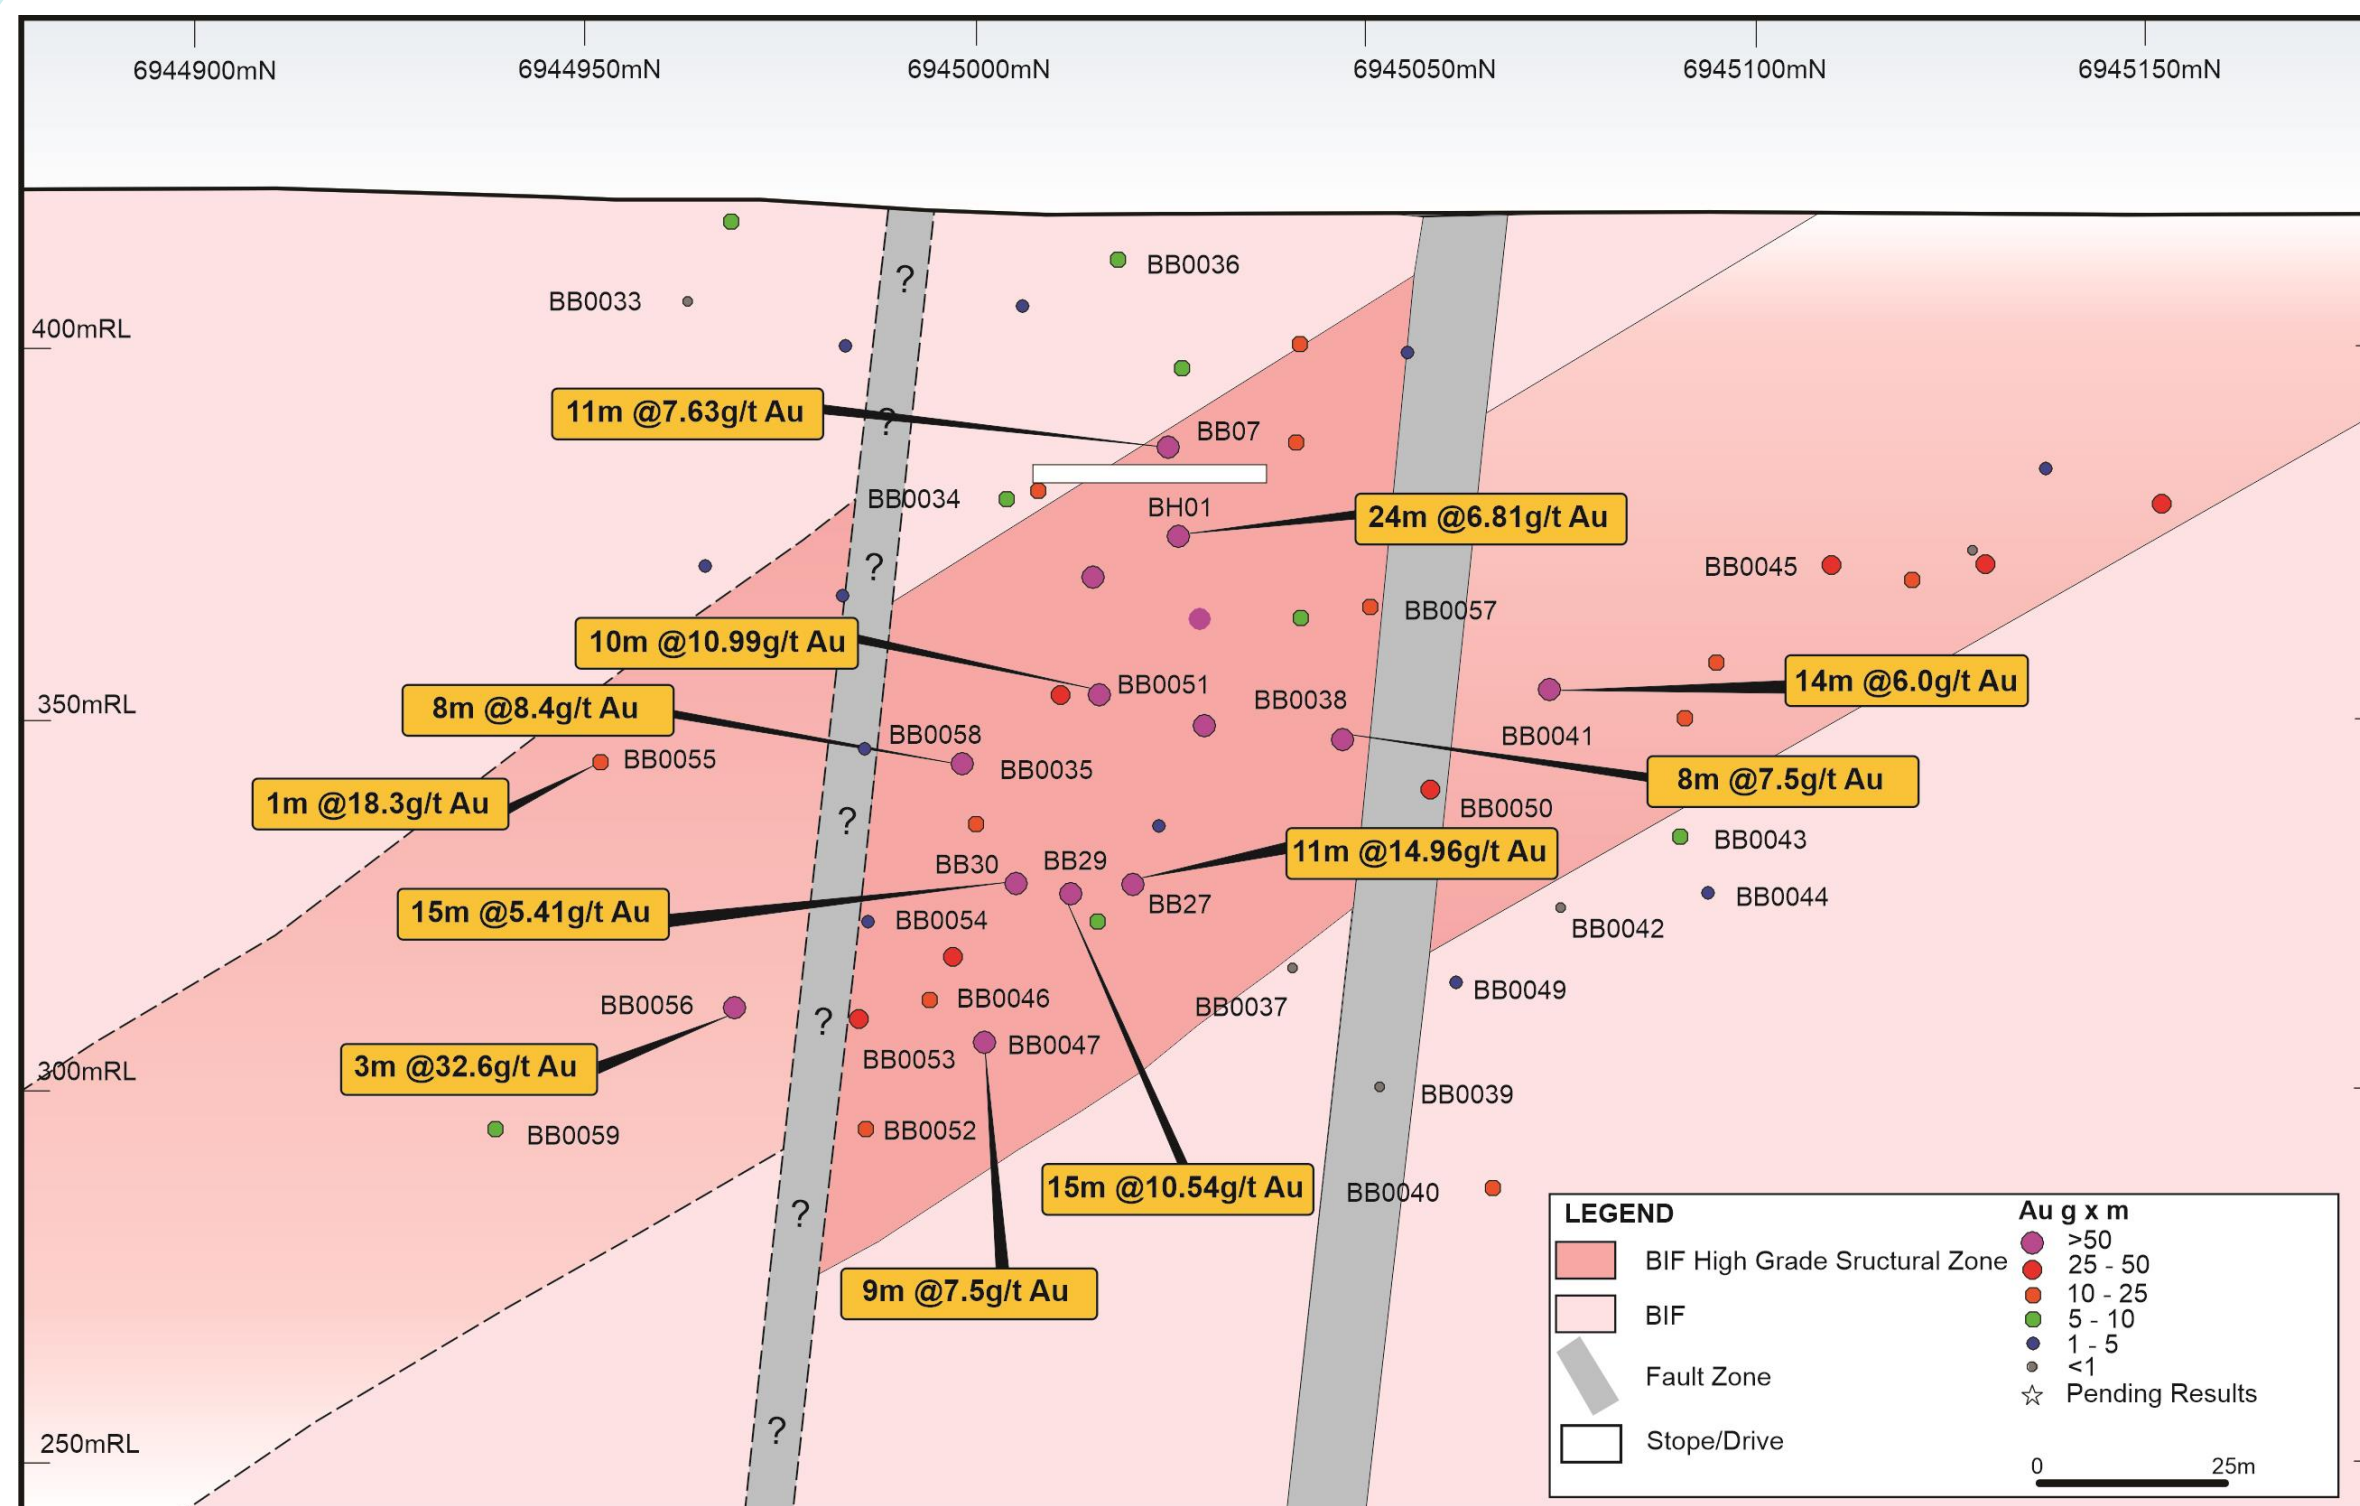 6944900mN
6944950mN
6945000mN
6945050mN
6945100mN
6945150mN
BB0036
BB0033
400mRL
?
11m @7.63g/t Au
?
BB07
BB0034
BH01
24m @6.81g/t Au
?
BB0045
BB0057
10m @10.99g/t Au
BB0051
14m @6.0g/t Au
350mRL
8m @8.4g/t Au
BB0038
BB0058
BB0041
BB0055
BB0035
8m @7.5g/t Au
1m @18.3g/t Au
BB0050
?
BB0043
11m @14.96g/t Au
BB30
BB29
BB0044
BB27
15m @5.41g/t Au
BB0054
BB0042
BB0049
BB0056
BB0046
BB0037
?
BB0053
BB0047
3m @32.6g/t Au
300mRL
BB0039
BB0059
BB0052
15m @10.54g/t Au
BB0040
?
9m @7.5g/t Au
?
250mRL
LEGEND
BIF High Grade Sructural Zone
BIF
Fault Zone
Stope/Drive
Au g x m
>50
25 - 50
10 - 25
5 - 10
1 - 5
<1
Pending Results
0
25m